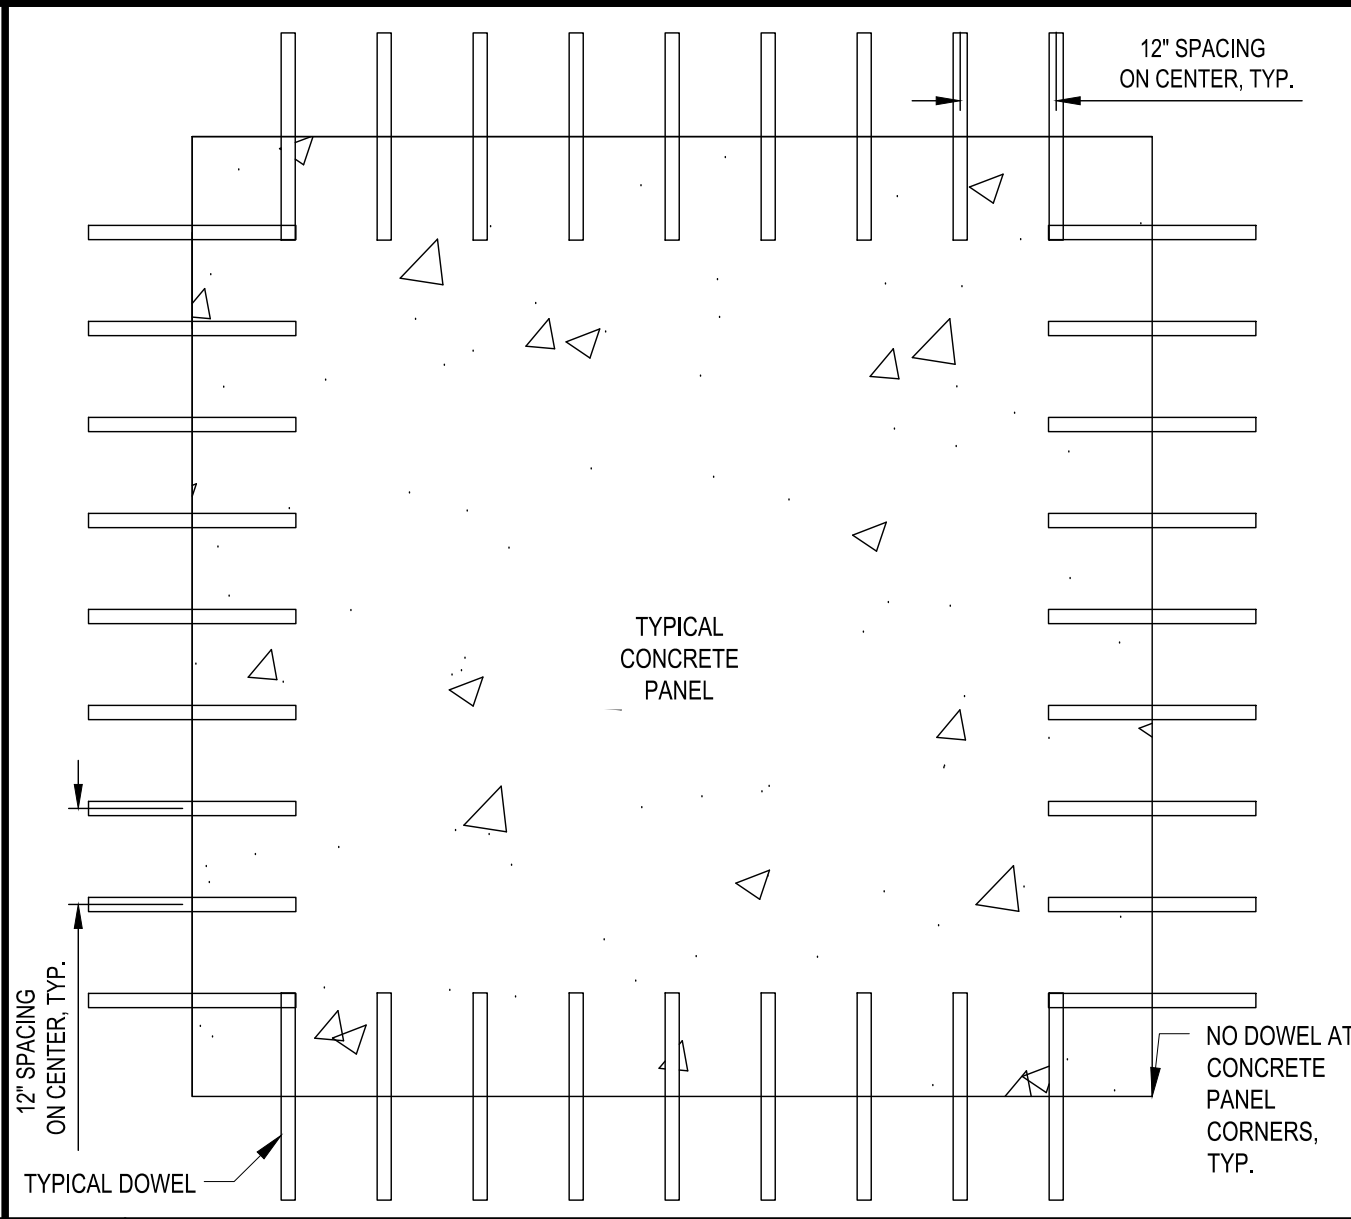 12" SPACING
ON CENTER, TYP.
TYPICAL
CONCRETE
PANEL
12" SPACING
ON CENTER, TYP.
NO DOWEL AT
CONCRETE
PANEL
CORNERS,
TYP.
TYPICAL DOWEL